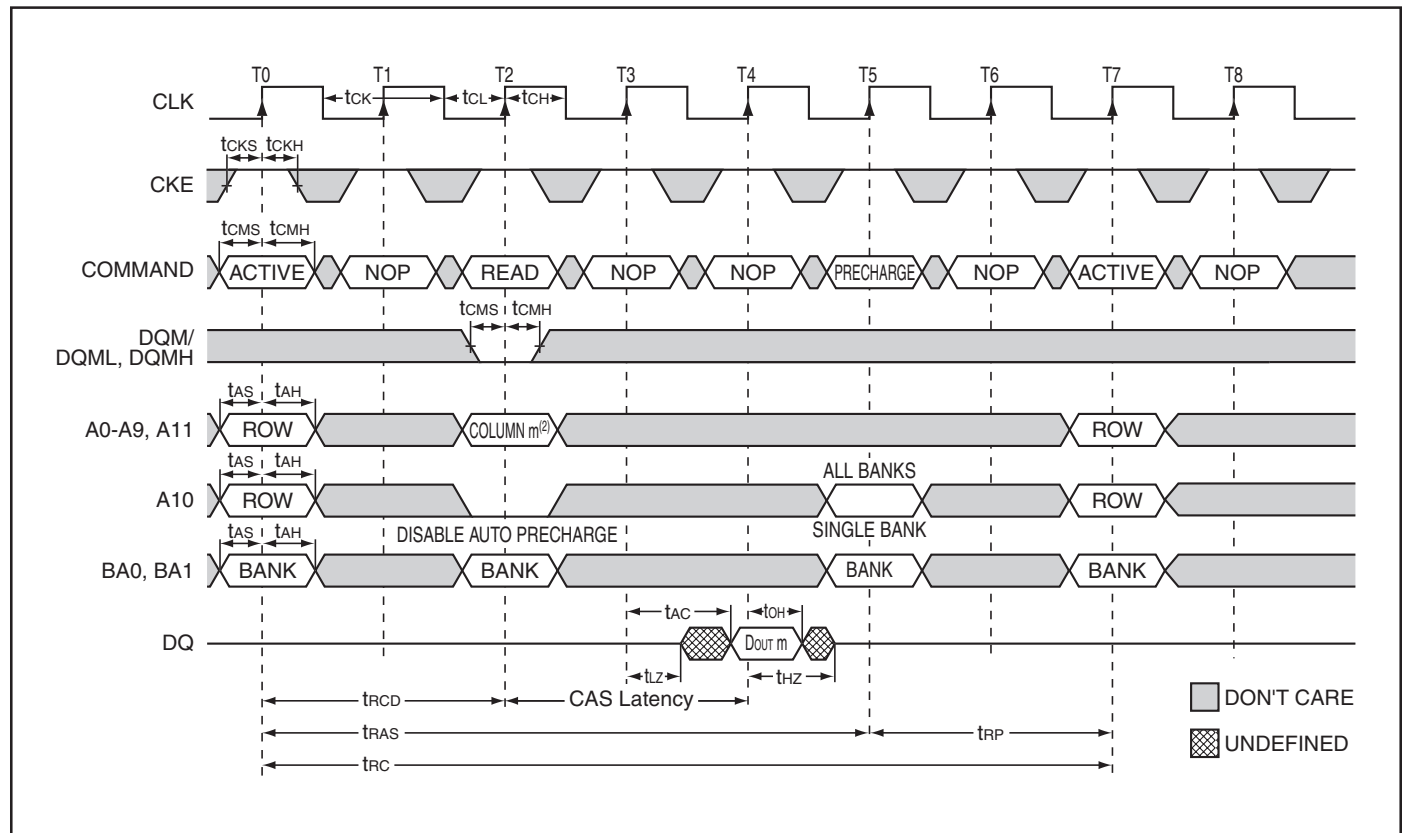 T0 T1 T2 T3 T4 T5 T6 T7 T8
CLK tCK tCL tCH
tCKS tCKH
CKE
tCMS tCMH
COMMAND ACTIVE NOP READ NOP NOP PRECHARGE NOP ACTIVE NOP
tCMS tCMH
DQM/
DQML, DQMH
tAS tAH
A0-A9, A11 ROW COLUMN m(2) ROW
tAS tAH ALL BANKS
A10 ROW ROW
DISABLE AUTO PRECHARGE SINGLE BANK
tAS tAH
BA0, BA1 BANK BANK BANK BANK
tAC tOH
DQ DOUT m
tLZ tHZ
tRCD CAS Latency DON'T CARE
tRAS tRP
UNDEFINED
tRC